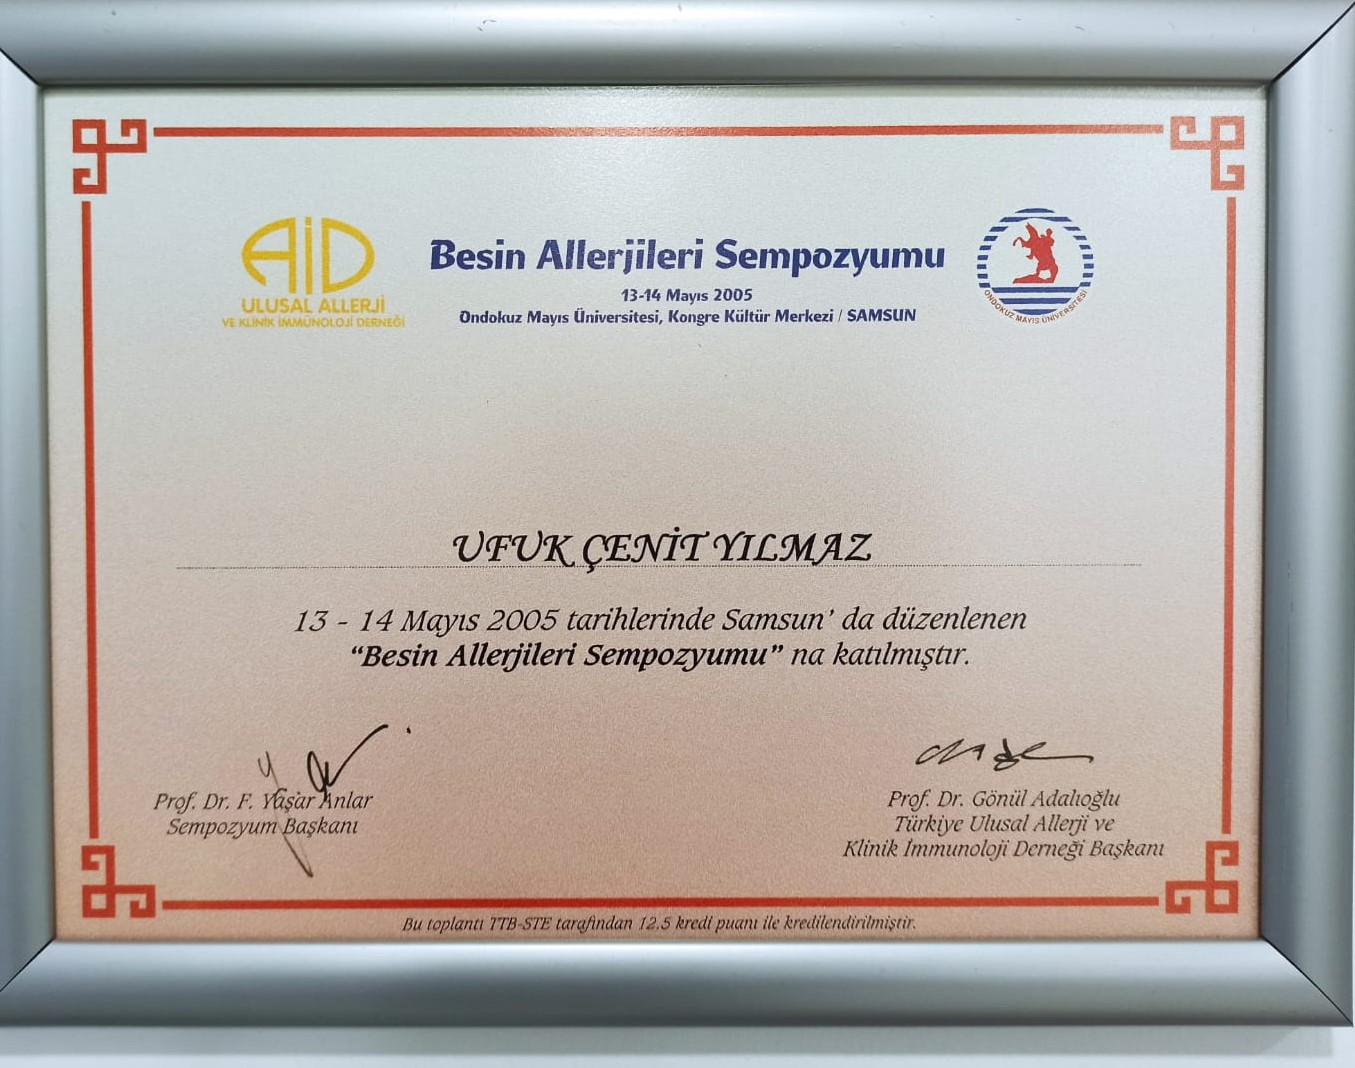 AİD
ULUSAL ALLERJİ
VE KLİNİK İMMÜNOLOJİ DERNEĞİ
Besin Allerjileri Sempozyumu
13-14 Mayıs 2005
Ondokuz Mayıs Üniversitesi, Kongre Kültür Merkezi / SAMSUN
ONDOKUZ MAYIS ÜNİVERSİTESİ
UFUK ÇENİT YILMAZ
13 - 14 Mayıs 2005 tarihlerinde Samsun' da düzenlenen
“Besin Allerjileri Sempozyumu” na katılmıştır.
Prof. Dr. F. Yaşar Anlar
Sempozyum Başkanı
Prof. Dr. Gönül Adalıoğlu
Türkiye Ulusal Allerji ve
Klinik İmmunoloji Derneği Başkanı
Bu toplantı TTB-STE tarafından 12.5 kredi puanı ile kredilendirilmiştir.